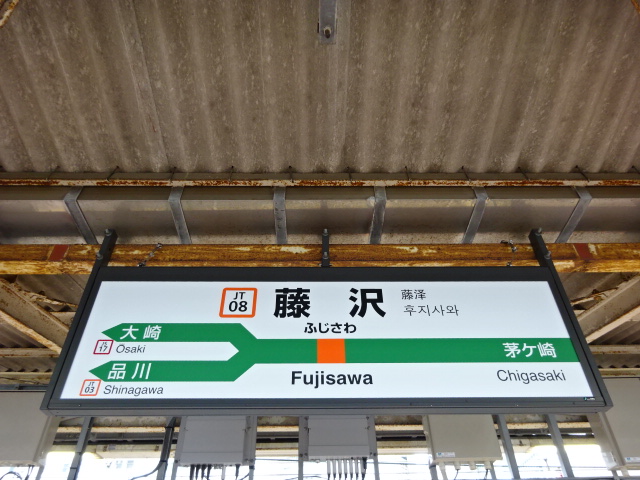 JT
08
藤沢
藤泽
후지사와
ふじさわ
大崎
JS
17
Ōsaki
品川
JT
03
Shinagawa
Fujisawa
茅ケ崎
Chigasaki